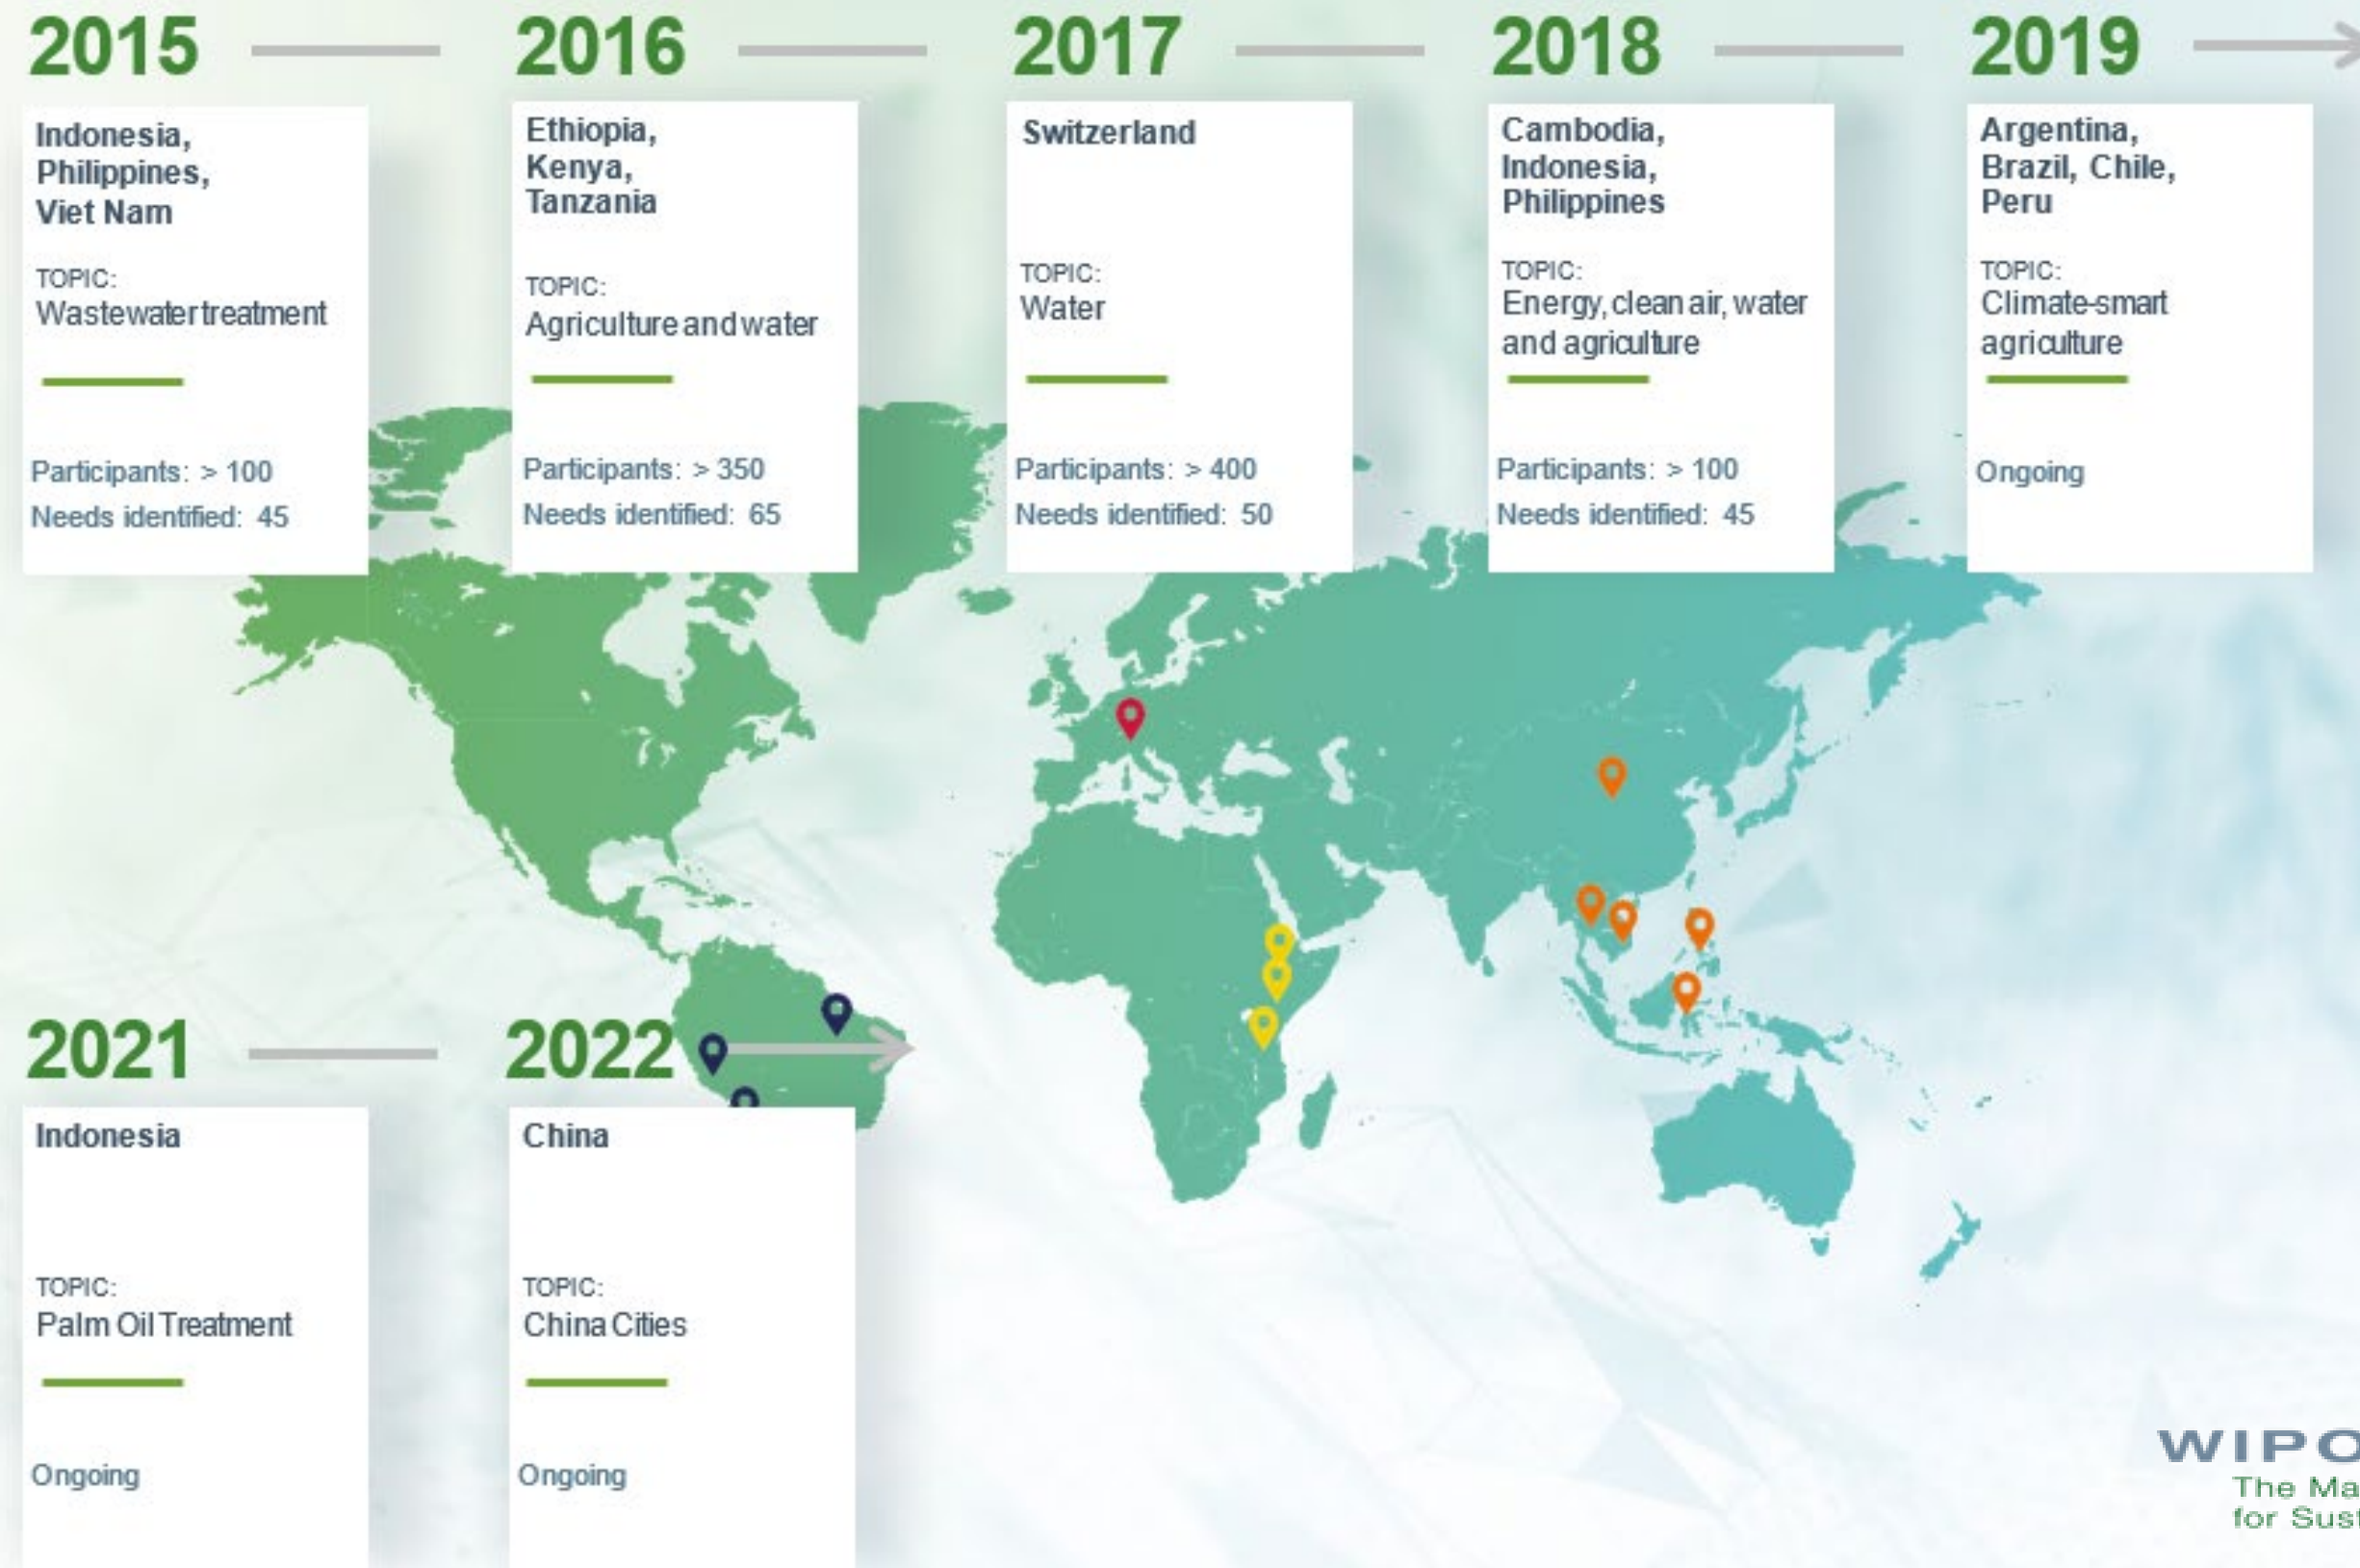 2015
2016
2017
2018
2019
Indonesia,
Philippines,
Viet Nam
TOPIC:
Wastewater treatment
Participants: > 100
Needs identified: 45
Ethiopia,
Kenya,
Tanzania
TOPIC:
Agriculture and water
Participants: > 350
Needs identified: 65
Switzerland
TOPIC:
Water
Participants: > 400
Needs identified: 50
Cambodia,
Indonesia,
Philippines
TOPIC:
Energy, clean air, water
and agriculture
Participants: > 100
Needs identified: 45
Argentina,
Brazil, Chile,
Peru
TOPIC:
Climate-smart
agriculture
Ongoing
2021
2022
Indonesia
TOPIC:
Palm Oil Treatment
Ongoing
China
TOPIC:
China Cities
Ongoing
WIPO
The
for